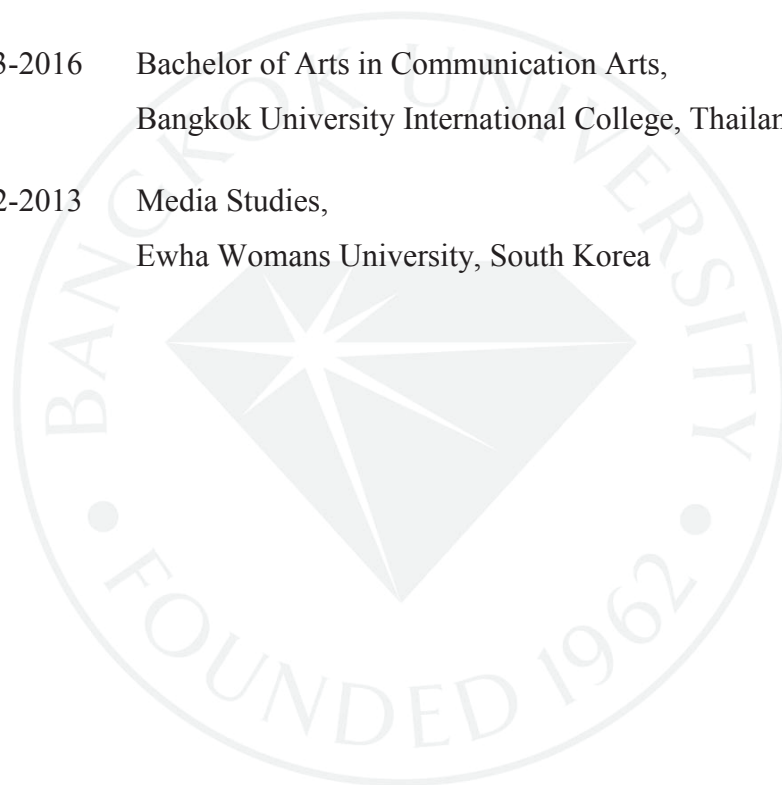 3-2016 Bachelor of Arts in Communication Arts,
Bangkok University International College, Thailan
2-2013 Media Studies,
Ewha Womans University, South Korea
BANGKOK UNIVERSITY
FOUNDED 1962